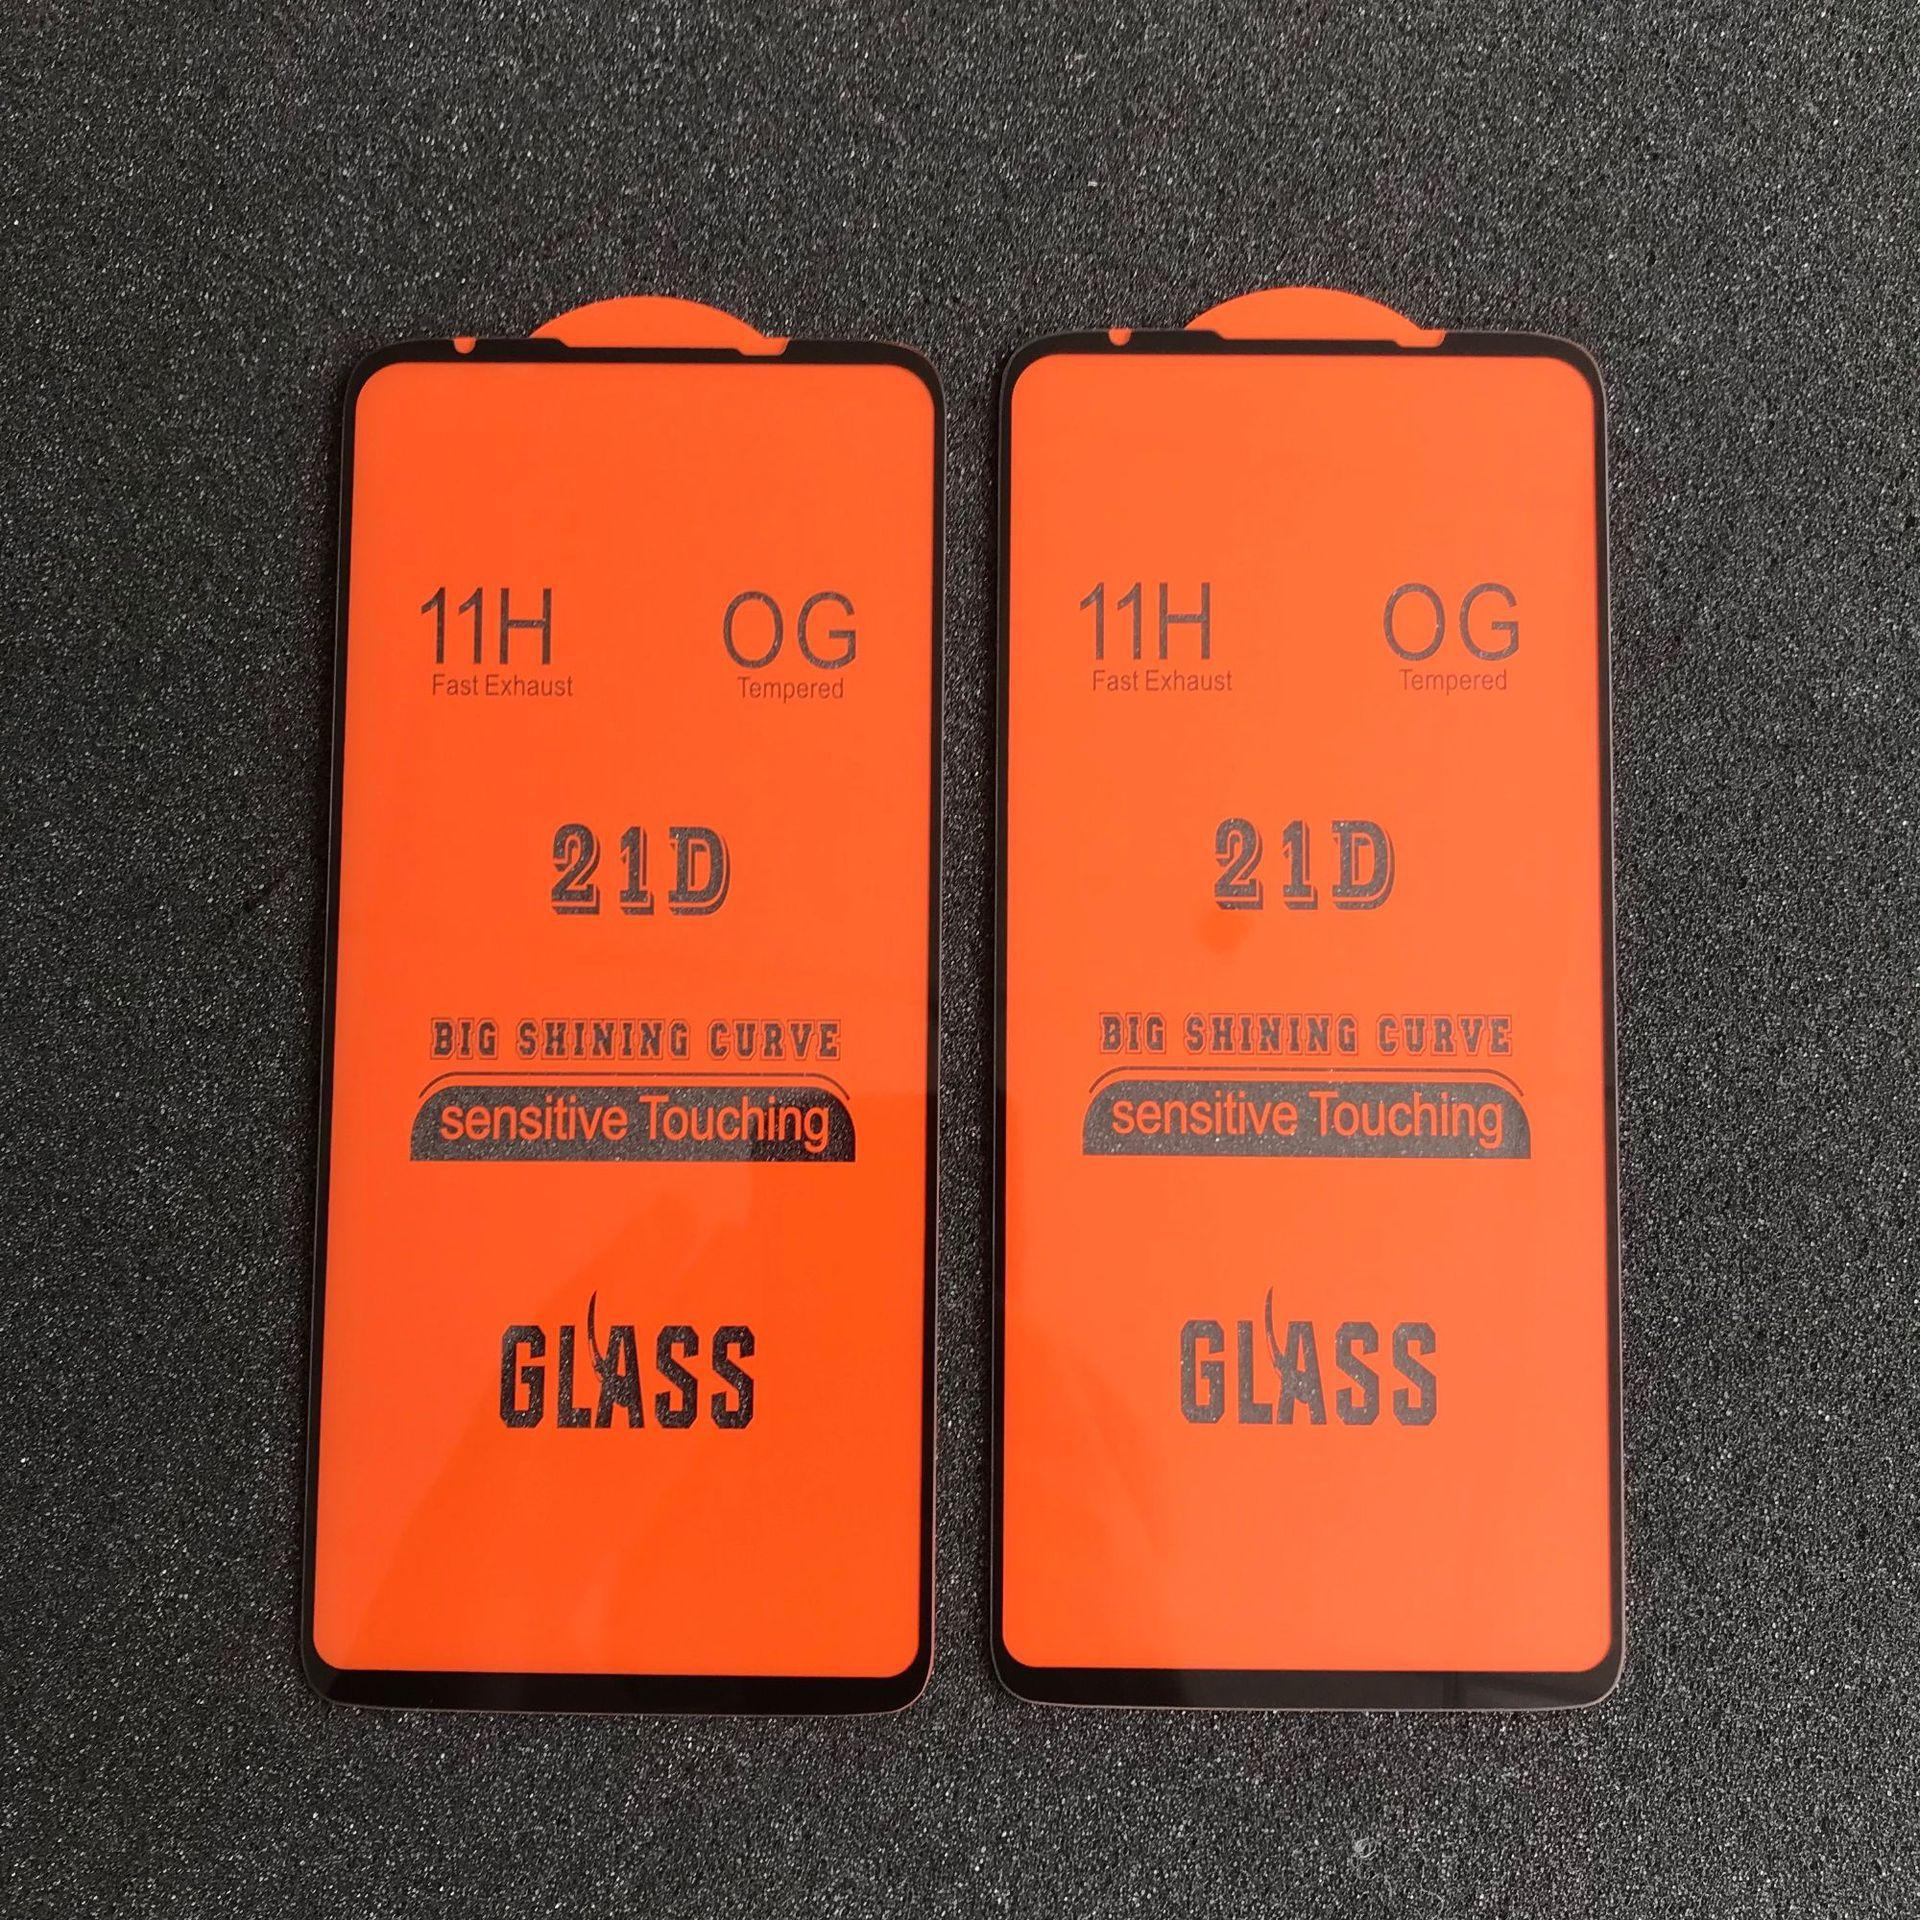 11H OG
Fast Exhaust Tempered
21D
BIG SHINING CURVE
sensitive Touching
GLASS
11H OG
Fast Exhaust Tempered
21D
BIG SHINING CURVE
sensitive Touching
GLASS